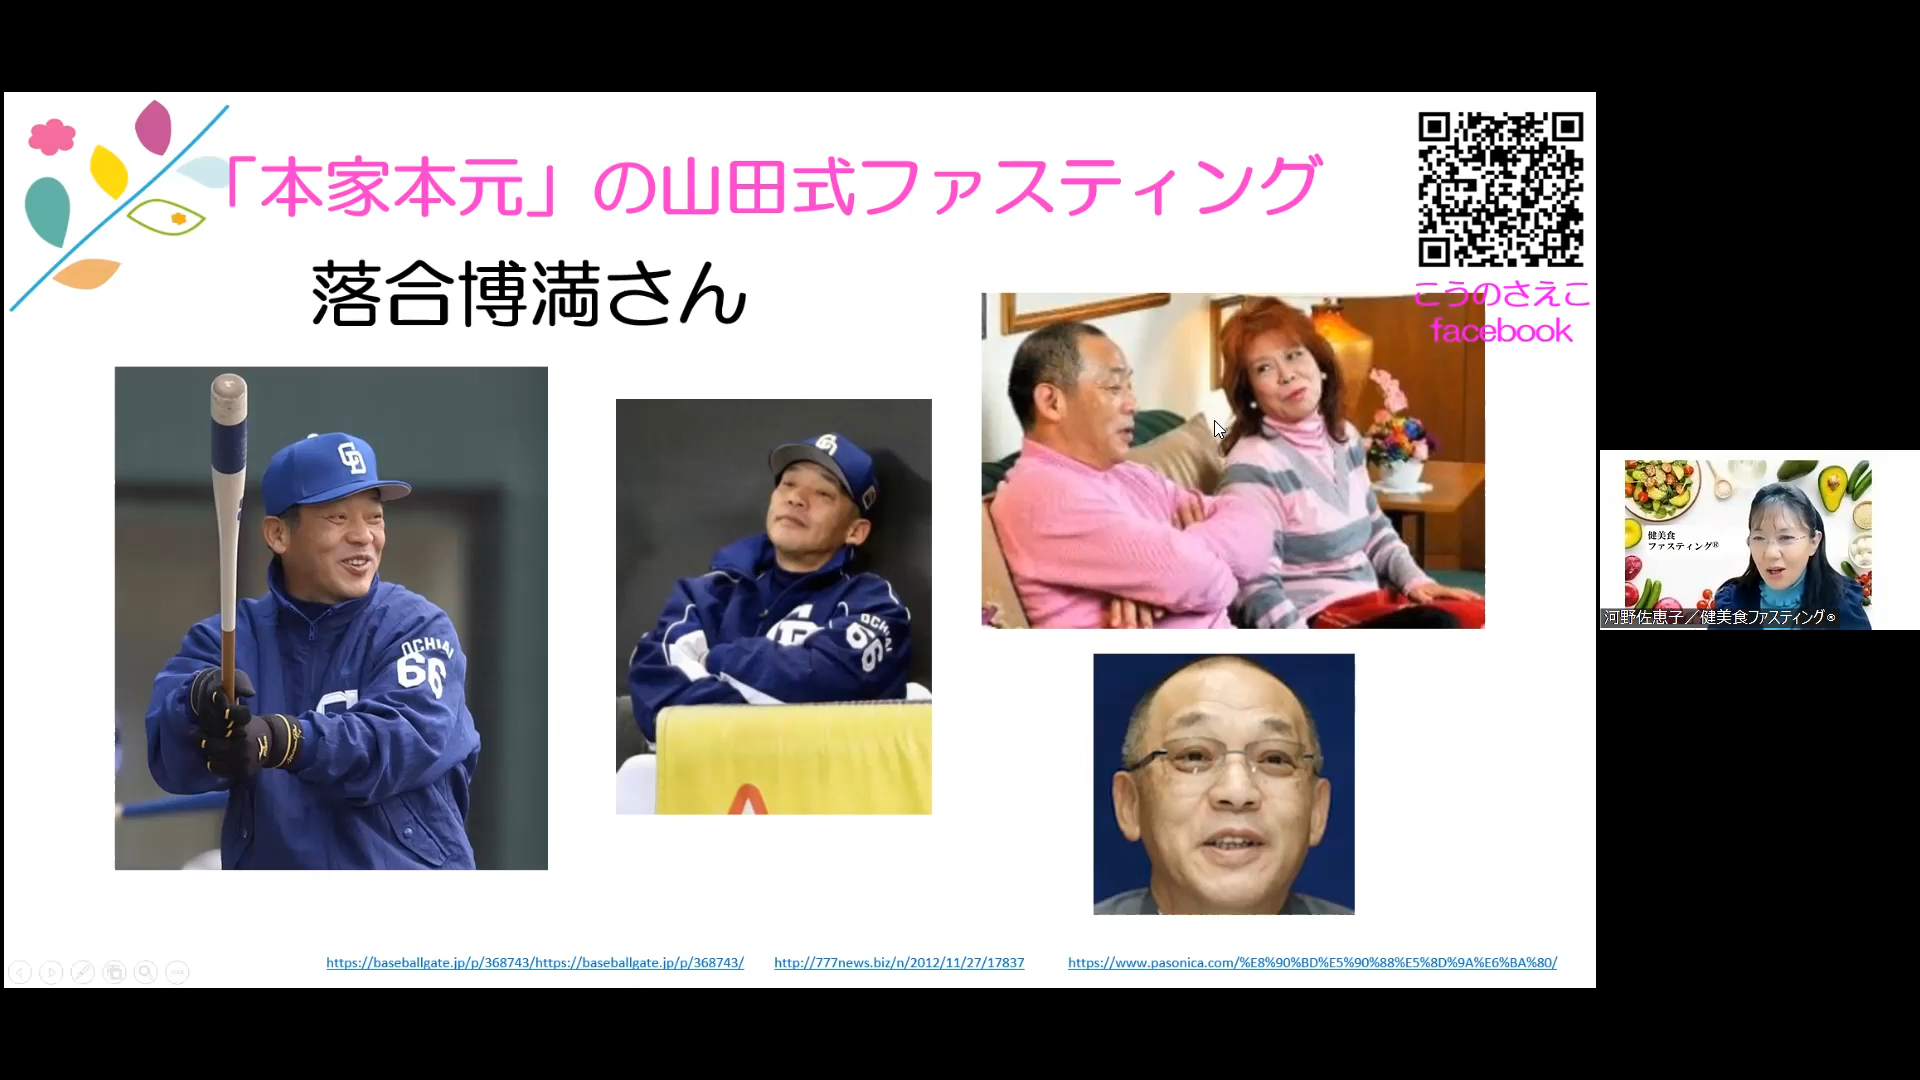 「本家本元」の山田式ファスティング
落合博満さん
こうのさえこ
facebook
OCHIAI
66
OCHIAI
66
https://baseballgate.jp/p/368743/https://baseballgate.jp/p/368743/
http://777news.biz/n/2012/11/27/17837
https://www.pasonica.com/%E8%90%BD%E5%90%88%E5%8D%9A%E6%BA%80/
健美食
ファスティング®
河野佐恵子／健美食ファスティング®